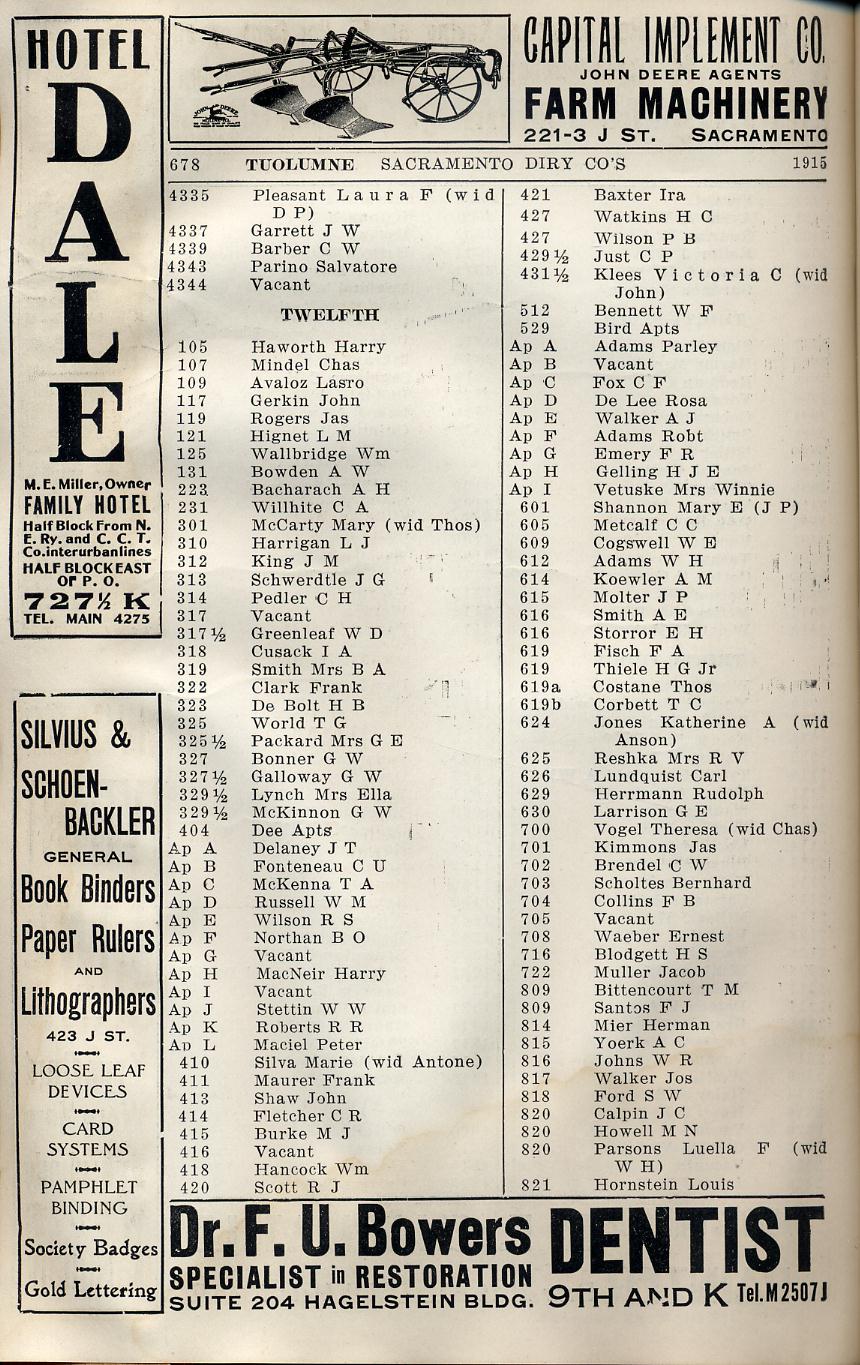 HOTEL
DALE
M. E. Miller, Owner
FAMILY HOTEL
Half Block From N.
E. Ry. and C. C. T.
Co. interurban lines
HALF BLOCK EAST
OF P. O.
727½ K
TEL. MAIN 4275
SILVIUS &
SCHOEN-
BACKLER
GENERAL
Book Binders
Paper Rulers
AND
Lithographers
423 J ST.
LOOSE LEAF
DEVICES
CARD
SYSTEMS
PAMPHLET
BINDING
Society Badges
Gold Lettering
JOHN DEERE
CAPITAL IMPLEMENT CO.
JOHN DEERE AGENTS
FARM MACHINERY
221-3 J ST. SACRAMENTO
678 TUOLUMNE SACRAMENTO DIRY CO'S 1915
4335 Pleasant Laura F (wid
D P)
4337 Garrett J W
4339 Barber C W
4343 Parino Salvatore
4344 Vacant
TWELFTH
105 Haworth Harry
107 Mindel Chas
109 Avaloz Lasro
117 Gerkin John
119 Rogers Jas
121 Hignet L M
125 Wallbridge Wm
131 Bowden A W
223 Bacharach A H
231 Willhite C A
301 McCarty Mary (wid Thos)
310 Harrigan L J
312 King J M
313 Schwerdtle J G
314 Pedler C H
317 Vacant
317½ Greenleaf W D
318 Cusack I A
319 Smith Mrs B A
322 Clark Frank
323 De Bolt H B
325 World T G
325½ Packard Mrs G E
327 Bonner G W
327½ Galloway G W
329½ Lynch Mrs Ella
329½ McKinnon G W
404 Dee Apts
Ap A Delaney J T
Ap B Fonteneau C U
Ap C McKenna T A
Ap D Russell W M
Ap E Wilson R S
Ap F Northan B O
Ap G Vacant
Ap H MacNeir Harry
Ap I Vacant
Ap J Stettin W W
Ap K Roberts R R
Ap L Maciel Peter
410 Silva Marie (wid Antone)
411 Maurer Frank
413 Shaw John
414 Fletcher C R
415 Burke M J
416 Vacant
418 Hancock Wm
420 Scott R J
421 Baxter Ira
427 Watkins H C
427 Wilson P B
429½ Just C P
431½ Klees Victoria C (wid
John)
512 Bennett W F
529 Bird Apts
Ap A Adams Parley
Ap B Vacant
Ap C Fox C F
Ap D De Lee Rosa
Ap E Walker A J
Ap F Adams Robt
Ap G Emery F R
Ap H Gelling H J E
Ap I Vetuske Mrs Winnie
601 Shannon Mary E (J P)
605 Metcalf C C
609 Cogswell W E
612 Adams W H
614 Koewler A M
615 Molter J P
616 Smith A E
616 Storror E H
619 Fisch F A
619 Thiele H G Jr
619a Costane Thos
619b Corbett T C
624 Jones Katherine A (wid
Anson)
625 Reshka Mrs R V
626 Lundquist Carl
629 Herrmann Rudolph
630 Larrison G E
700 Vogel Theresa (wid Chas)
701 Kimmons Jas
702 Brendel C W
703 Scholtes Bernhard
704 Collins F B
705 Vacant
708 Waeber Ernest
716 Blodgett H S
722 Muller Jacob
809 Bittencourt T M
809 Santos F J
814 Mier Herman
815 Yoerk A C
816 Johns W R
817 Walker Jos
818 Ford S W
820 Calpin J C
820 Howell M N
820 Parsons Luella F (wid
W H)
821 Hornstein Louis
Dr. F. U. Bowers DENTIST
SPECIALIST in RESTORATION
SUITE 204 HAGELSTEIN BLDG. 9TH AND K Tel. M 2507 J